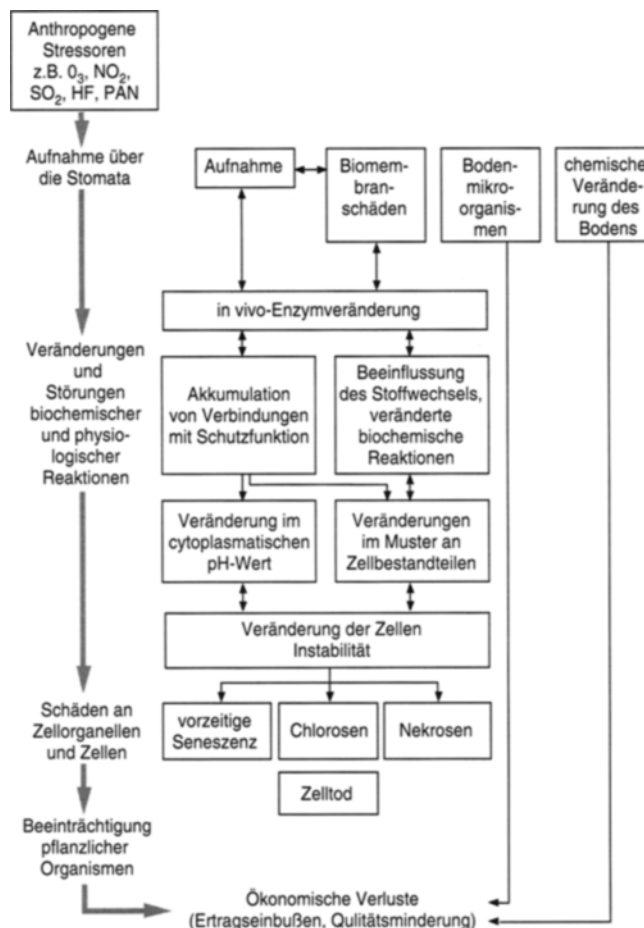 Anthropogene
Stressoren
z.B. 0₃, NO₂,
SO₂, HF, PAN
Aufnahme über
die Stomata
Aufnahme
Biomem-
bran-
schäden
Boden-
mikro-
organis-
men
chemische
Verände-
rung des
Bodens
in vivo-Enzymveränderung
Veränderungen
und
Störungen
biochemischer
und physio-
logischer
Reaktionen
Akkumulation
von Verbindungen
mit Schutzfunktion
Beeinflussung
des Stoffwechsels,
veränderte
biochemische
Reaktionen
Veränderung im
cytoplasmatischen
pH-Wert
Veränderungen
im Muster an
Zellbestandteilen
Veränderung der Zellen
Instabilität
Schäden an
Zellorganellen
und Zellen
vorzeitige
Seneszenz
Chlorosen
Nekrosen
Zelltod
Beeinträchtigung
pflanzlicher
Organismen
Ökonomische Verluste
(Ertragseinbußen, Qulitätsminderung)